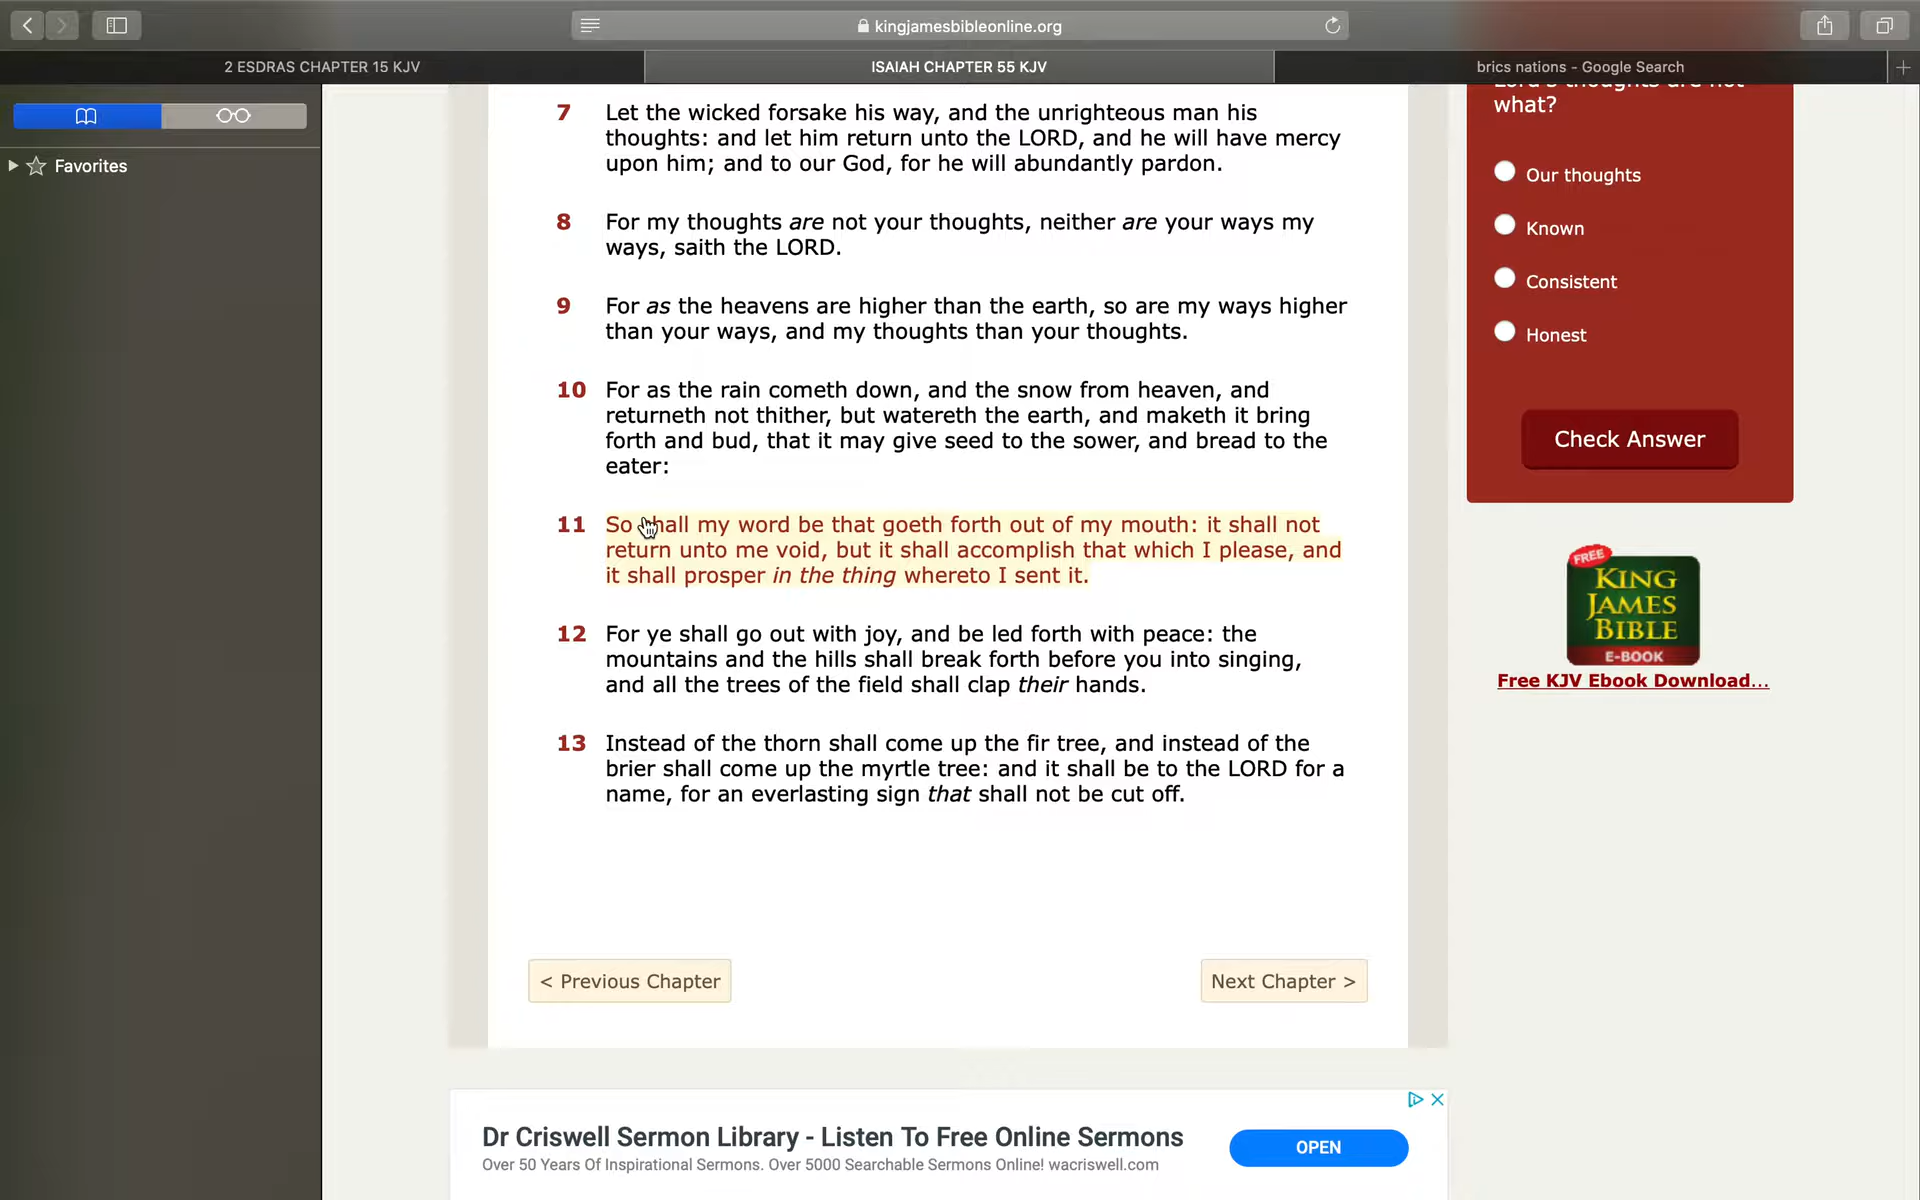 kingjamesbibleonline.org
2 ESDRAS CHAPTER 15 KJV
ISAIAH CHAPTER 55 KJV
brics nations - Google Search
Favorites
7 Let the wicked forsake his way, and the unrighteous man his
thoughts: and let him return unto the LORD, and he will have mercy
upon him; and to our God, for he will abundantly pardon.
8 For my thoughts are not your thoughts, neither are your ways my
ways, saith the LORD.
9 For as the heavens are higher than the earth, so are my ways higher
than your ways, and my thoughts than your thoughts.
10 For as the rain cometh down, and the snow from heaven, and
returneth not thither, but watereth the earth, and maketh it bring
forth and bud, that it may give seed to the sower, and bread to the
eater:
11 So shall my word be that goeth forth out of my mouth: it shall not
return unto me void, but it shall accomplish that which I please, and
it shall prosper in the thing whereto I sent it.
12 For ye shall go out with joy, and be led forth with peace: the
mountains and the hills shall break forth before you into singing,
and all the trees of the field shall clap their hands.
13 Instead of the thorn shall come up the fir tree, and instead of the
brier shall come up the myrtle tree: and it shall be to the LORD for a
name, for an everlasting sign that shall not be cut off.
< Previous Chapter
Next Chapter >
Lord's thoughts are not
what?
Our thoughts
Known
Consistent
Honest
Check Answer
FREE
KING
JAMES
BIBLE
E-BOOK
Free KJV Ebook Download...
Dr Criswell Sermon Library - Listen To Free Online Sermons
Over 50 Years Of Inspirational Sermons. Over 5000 Searchable Sermons Online! wacriswell.com
OPEN